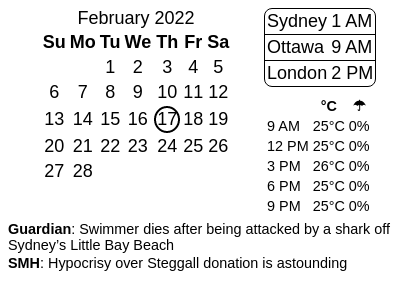 February 2022
Su Mo Tu We Th Fr Sa
1 2 3 4 5
6 7 8 9 10 11 12
13 14 15 16 17 18 19
20 21 22 23 24 25 26
27 28
Sydney 1 AM
Ottawa 9 AM
London 2 PM
°C ☂
9 AM 25°C 0%
12 PM 25°C 0%
3 PM 26°C 0%
6 PM 25°C 0%
9 PM 25°C 0%
Guardian: Swimmer dies after being attacked by a shark off
Sydney’s Little Bay Beach
SMH: Hypocrisy over Steggall donation is astounding